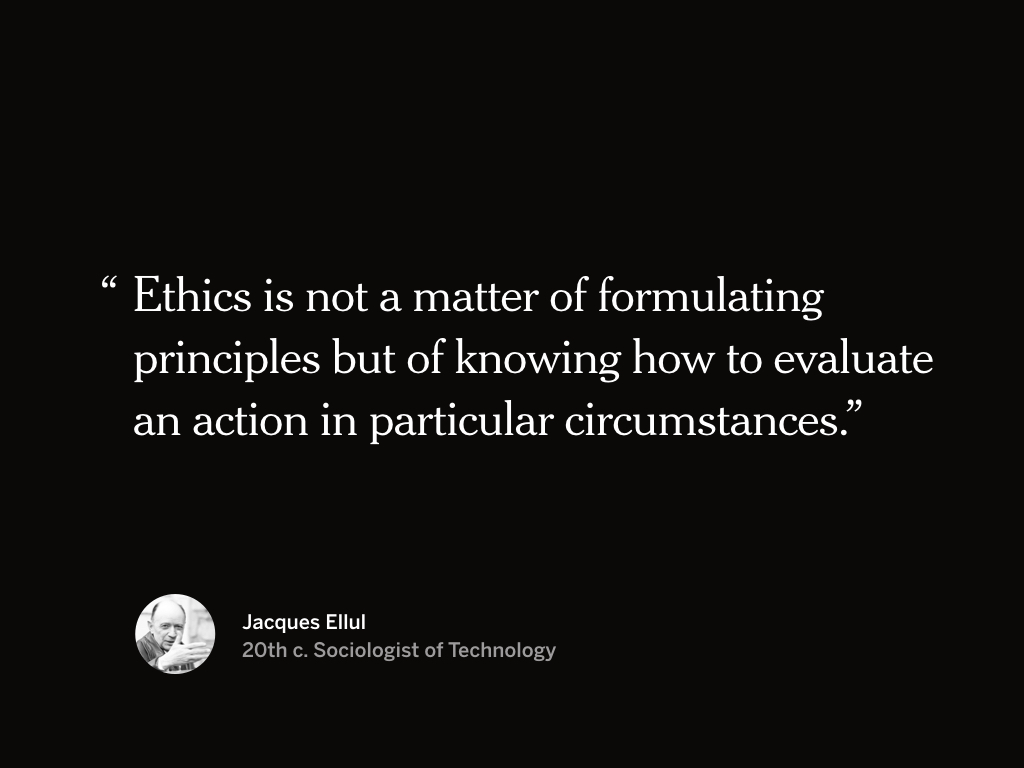 “ Ethics is not a matter of formulating
principles but of knowing how to evaluate
an action in particular circumstances.”
Jacques Ellul
20th c. Sociologist of Technology